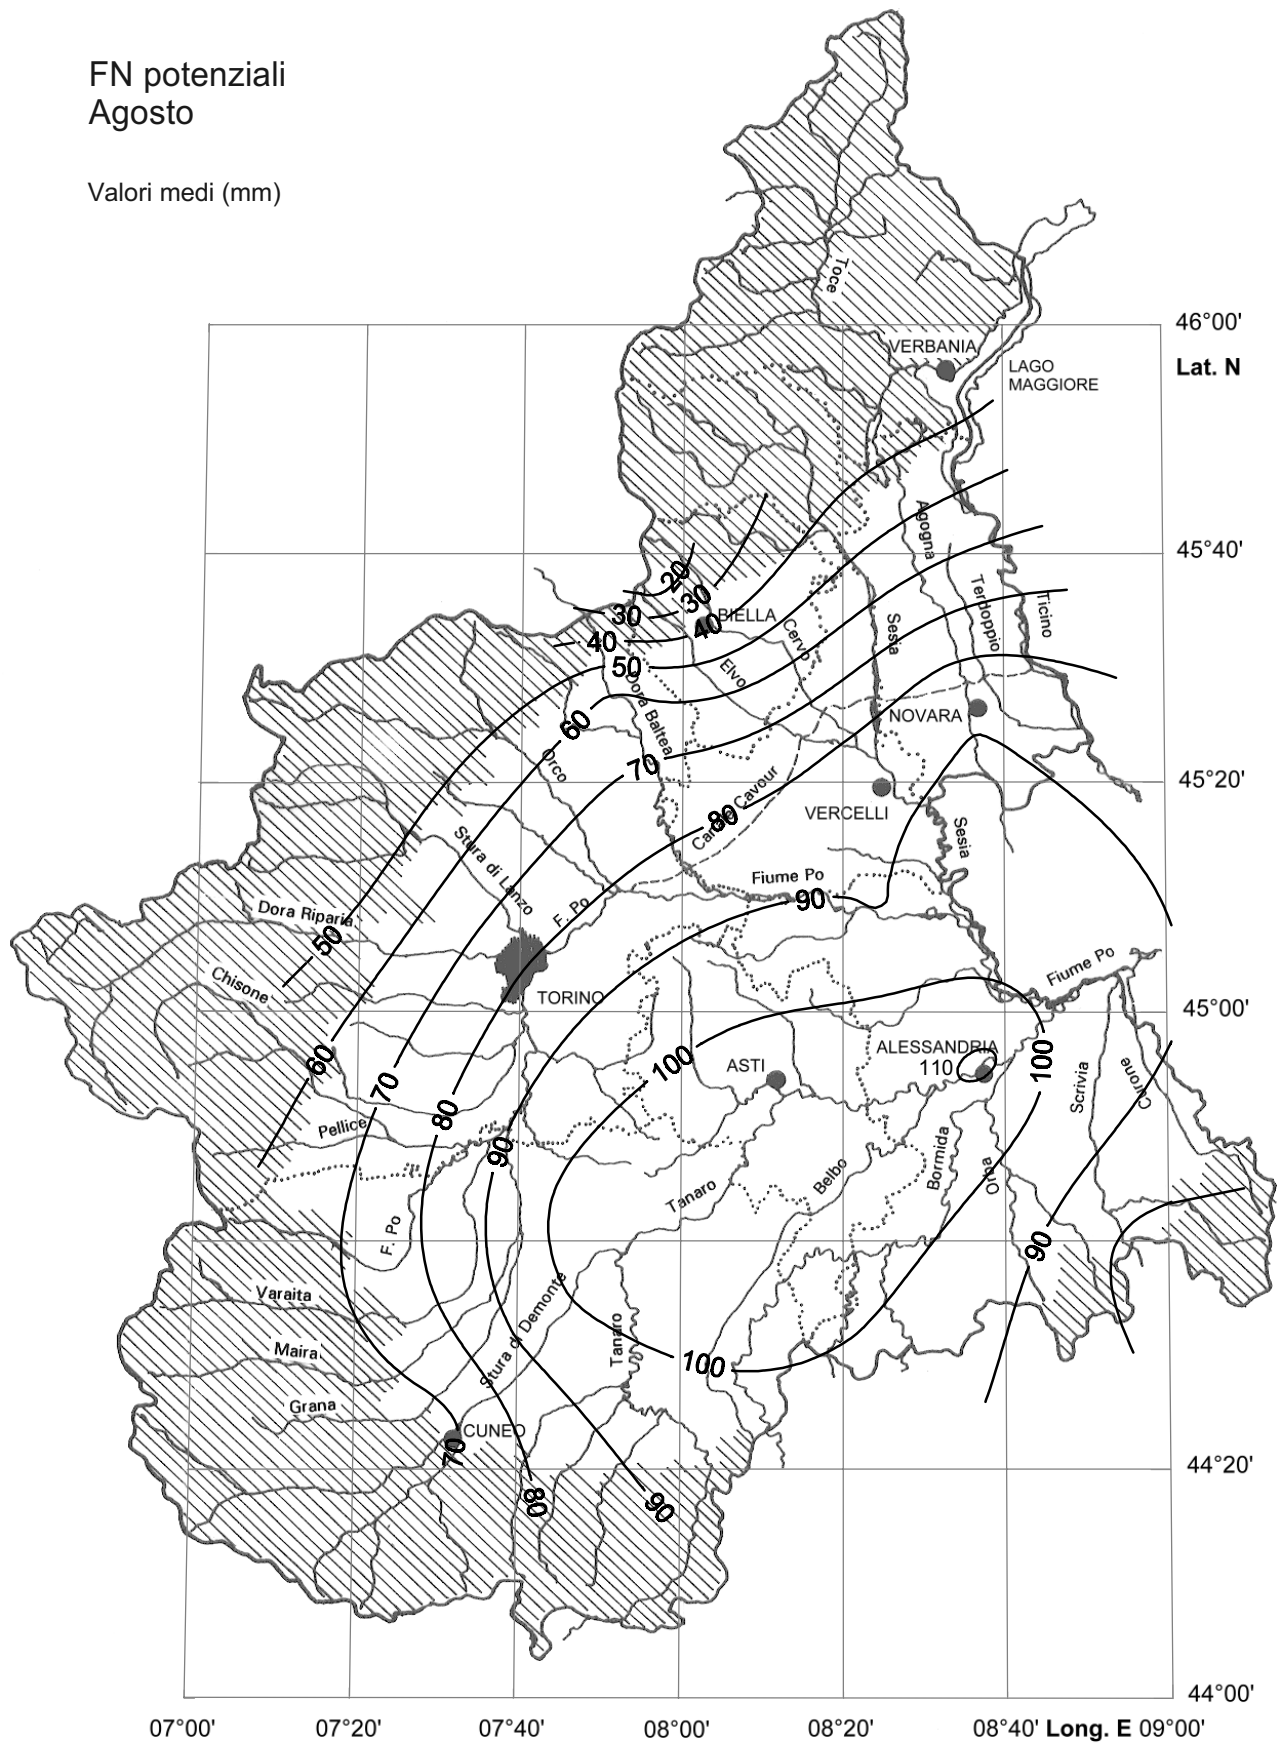 FN potenziali
Agosto
Valori medi (mm)
Toce
46°00'
VERBANIA
Lat. N
LAGO
MAGGIORE
Agogna
45°40'
20
30
30
Terdoppio
Ticino
BIELLA
40
Cervo
Sesia
40
50
Elvo
Dora Baltea
60
NOVARA
Orco
70
45°20'
Canale Cavour
80
VERCELLI
Stura di Lanzo
Sesia
Fiume Po
90
F. Po
Dora Riparia
50
Fiume Po
Chisone
TORINO
45°00'
60
100
ASTI
ALESSANDRIA
110
100
Scrivia
Curone
70
80
Pellice
90
Tanaro
Belbo
Bormida
Orba
F. Po
90
Varaita
Stura di Demonte
Tanaro
Maira
100
Grana
CUNEO
70
44°20'
80
90
44°00'
07°00'
07°20'
07°40'
08°00'
08°20'
08°40'
Long. E
09°00'